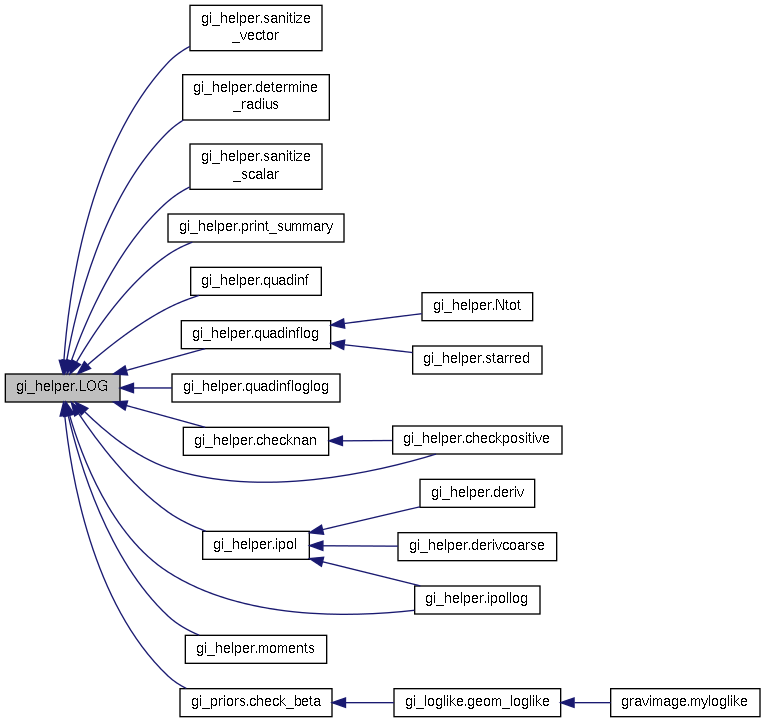 gi_helper.sanitize
_vector
gi_helper.determine
_radius
gi_helper.sanitize
_scalar
gi_helper.print_summary
gi_helper.quadinf
gi_helper.Ntot
gi_helper.quadinflog
gi_helper.starred
gi_helper.LOG
gi_helper.quadinfloglog
gi_helper.checknan
gi_helper.checkpositive
gi_helper.deriv
gi_helper.ipol
gi_helper.derivcoarse
gi_helper.ipollog
gi_helper.moments
gi_priors.check_beta
gi_loglike.geom_loglike
gravimage.myloglike